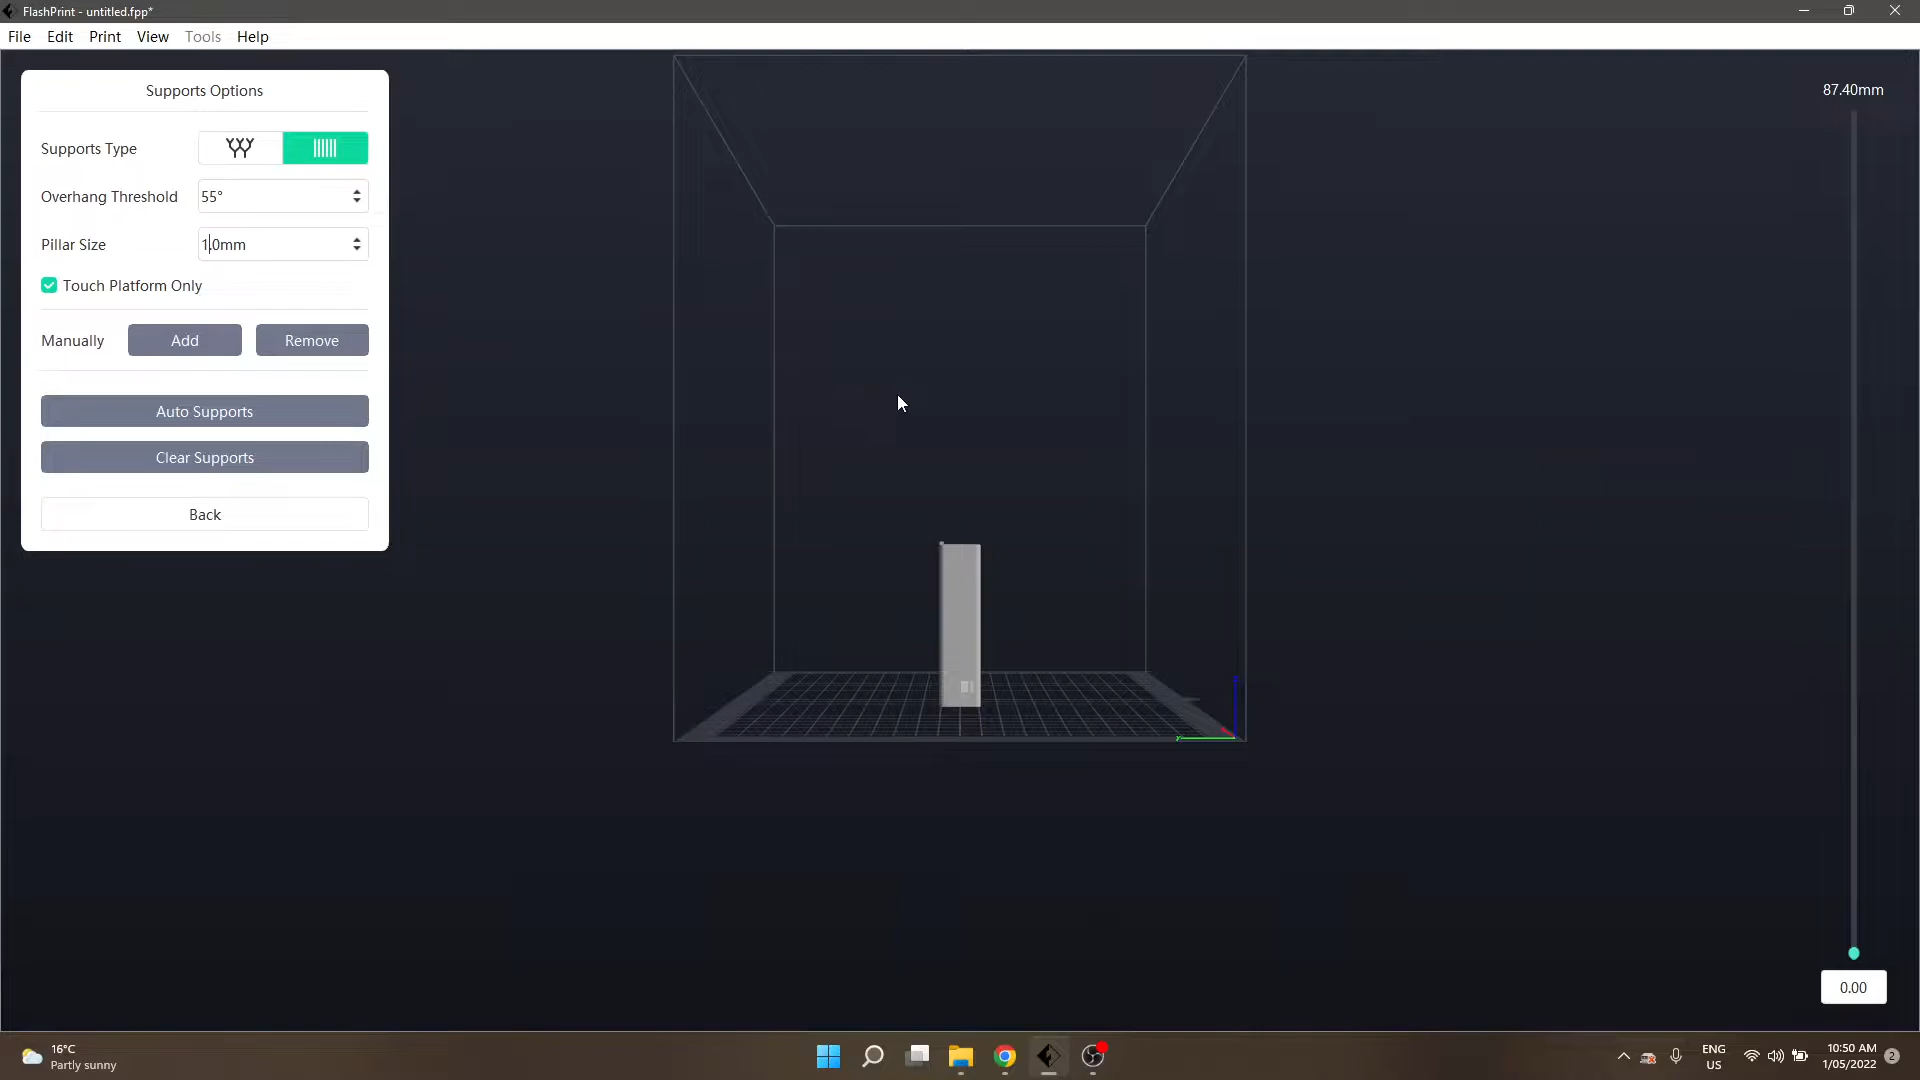 FlashPrint - untitled.fpp*
File Edit Print View Tools Help
Supports Options
Supports Type
Overhang Threshold 55°
Pillar Size 1.0mm
Touch Platform Only
Manually Add Remove
Auto Supports
Clear Supports
Back
87.40mm
0.00
16°C
Partly sunny
ENG
US
10:50 AM
1/05/2022
2